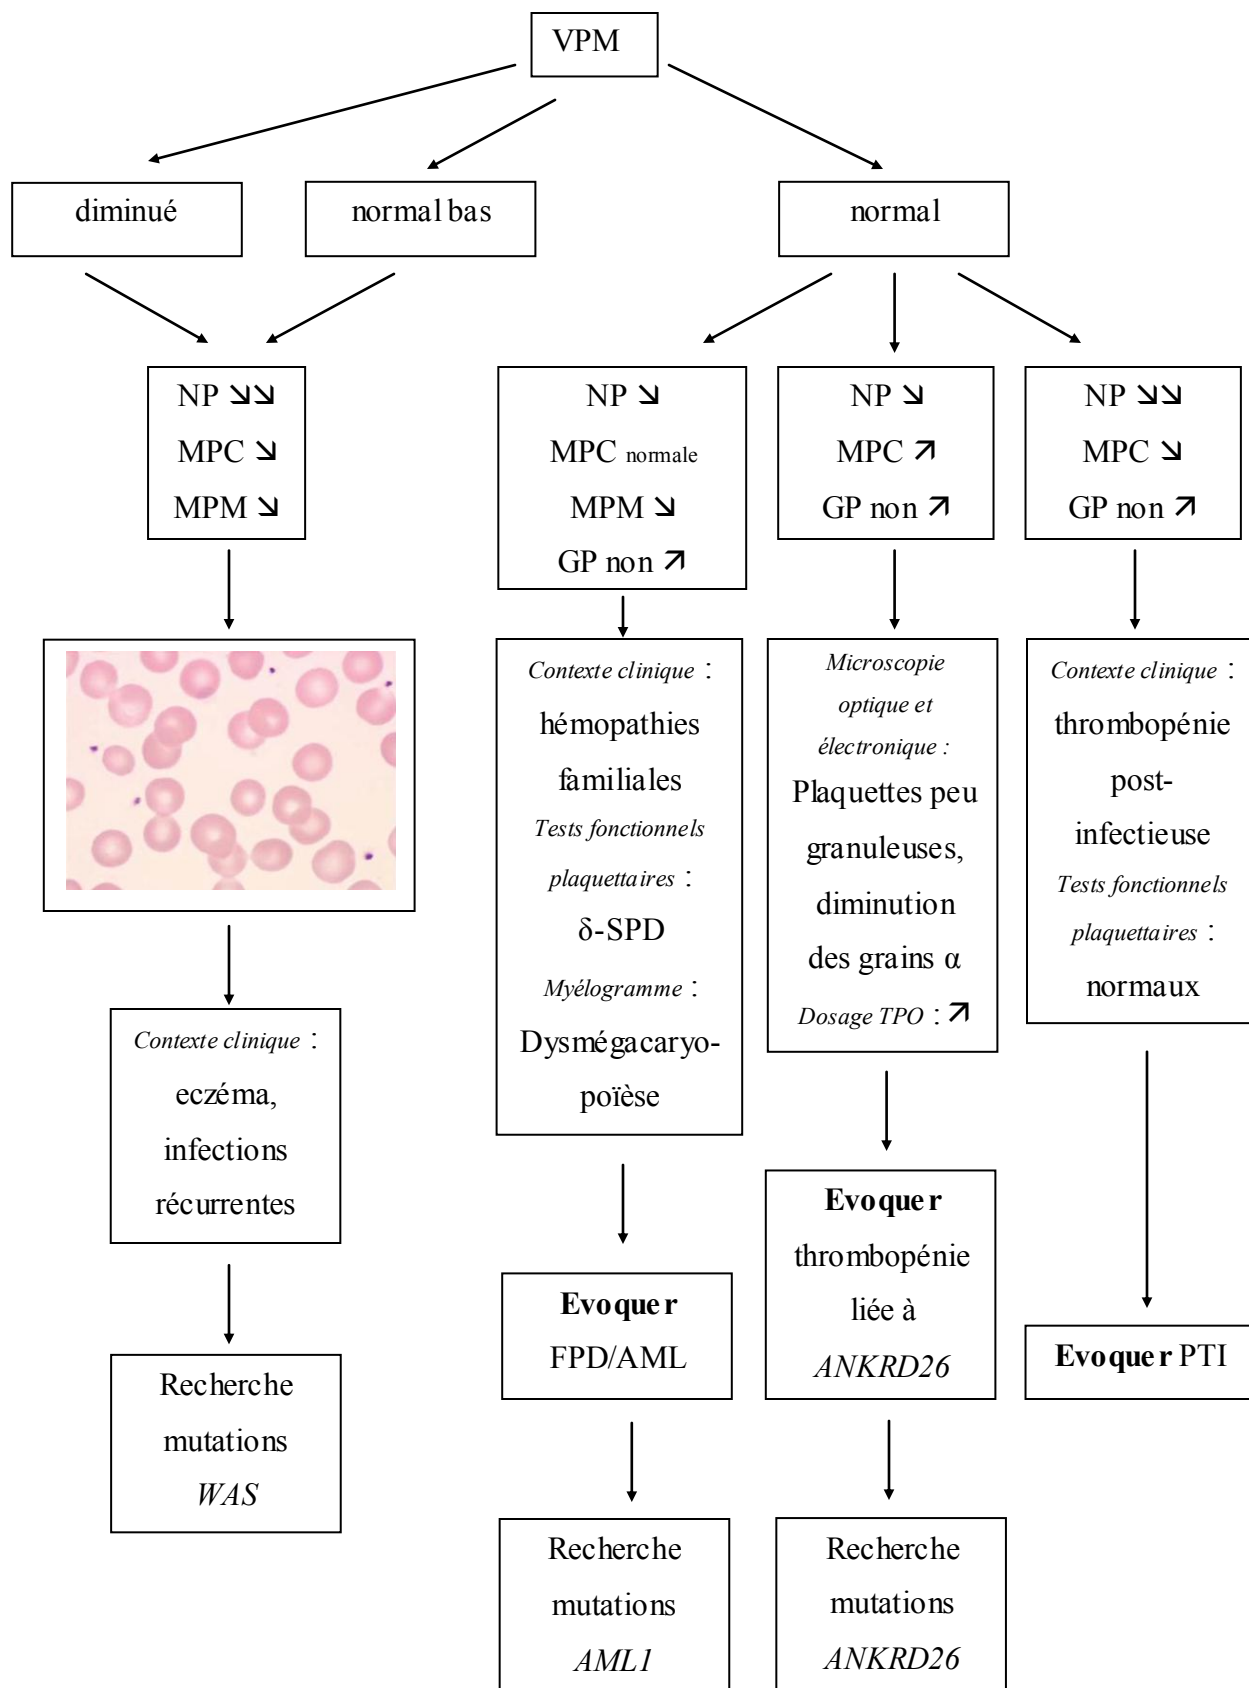 VPM
diminué
normal bas
normal
NP ↘↘
MPC ↘
MPM ↘
NP ↘
MPC normale
MPM ↘
GP non ↗
NP ↘
MPC ↗
GP non ↗
NP ↘↘
MPC ↘
GP non ↗
Contexte clinique :
eczéma,
infections
récurrentes
Recherche
mutations
WAS
Contexte clinique :
hémopathies
familiales
Tests fonctionnels
plaquettaires :
δ-SPD
Myélogramme :
Dysmégacaryo-
poïèse
Evoquer
FPD/AML
Recherche
mutations
AML1
Microscopie
optique et
électronique :
Plaquettes peu
granuleuses,
diminution
des grains α
Dosage TPO : ↗
Evoquer
thrombopénie
liée à
ANKRD26
Recherche
mutations
ANKRD26
Contexte clinique :
thrombopénie
post-
infectieuse
Tests fonctionnels
plaquettaires :
normaux
Evoquer PTI